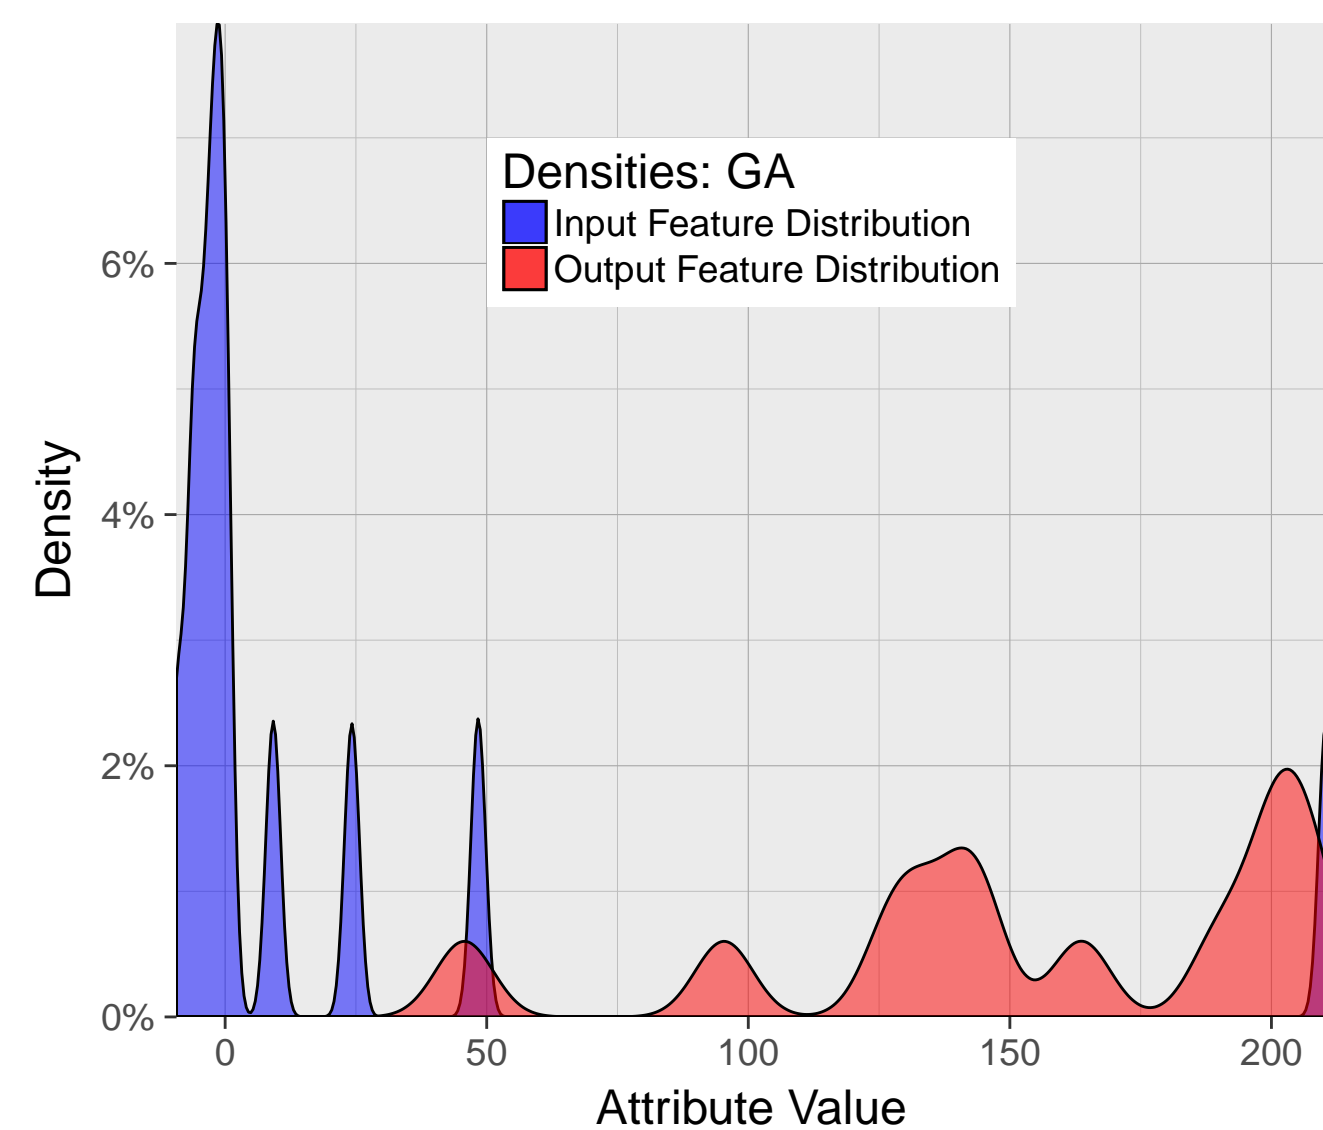 Densities: GA
Input Feature Distribution
Output Feature Distribution
6%
4%
2%
0%
Density
0 50 100 150 200
Attribute Value